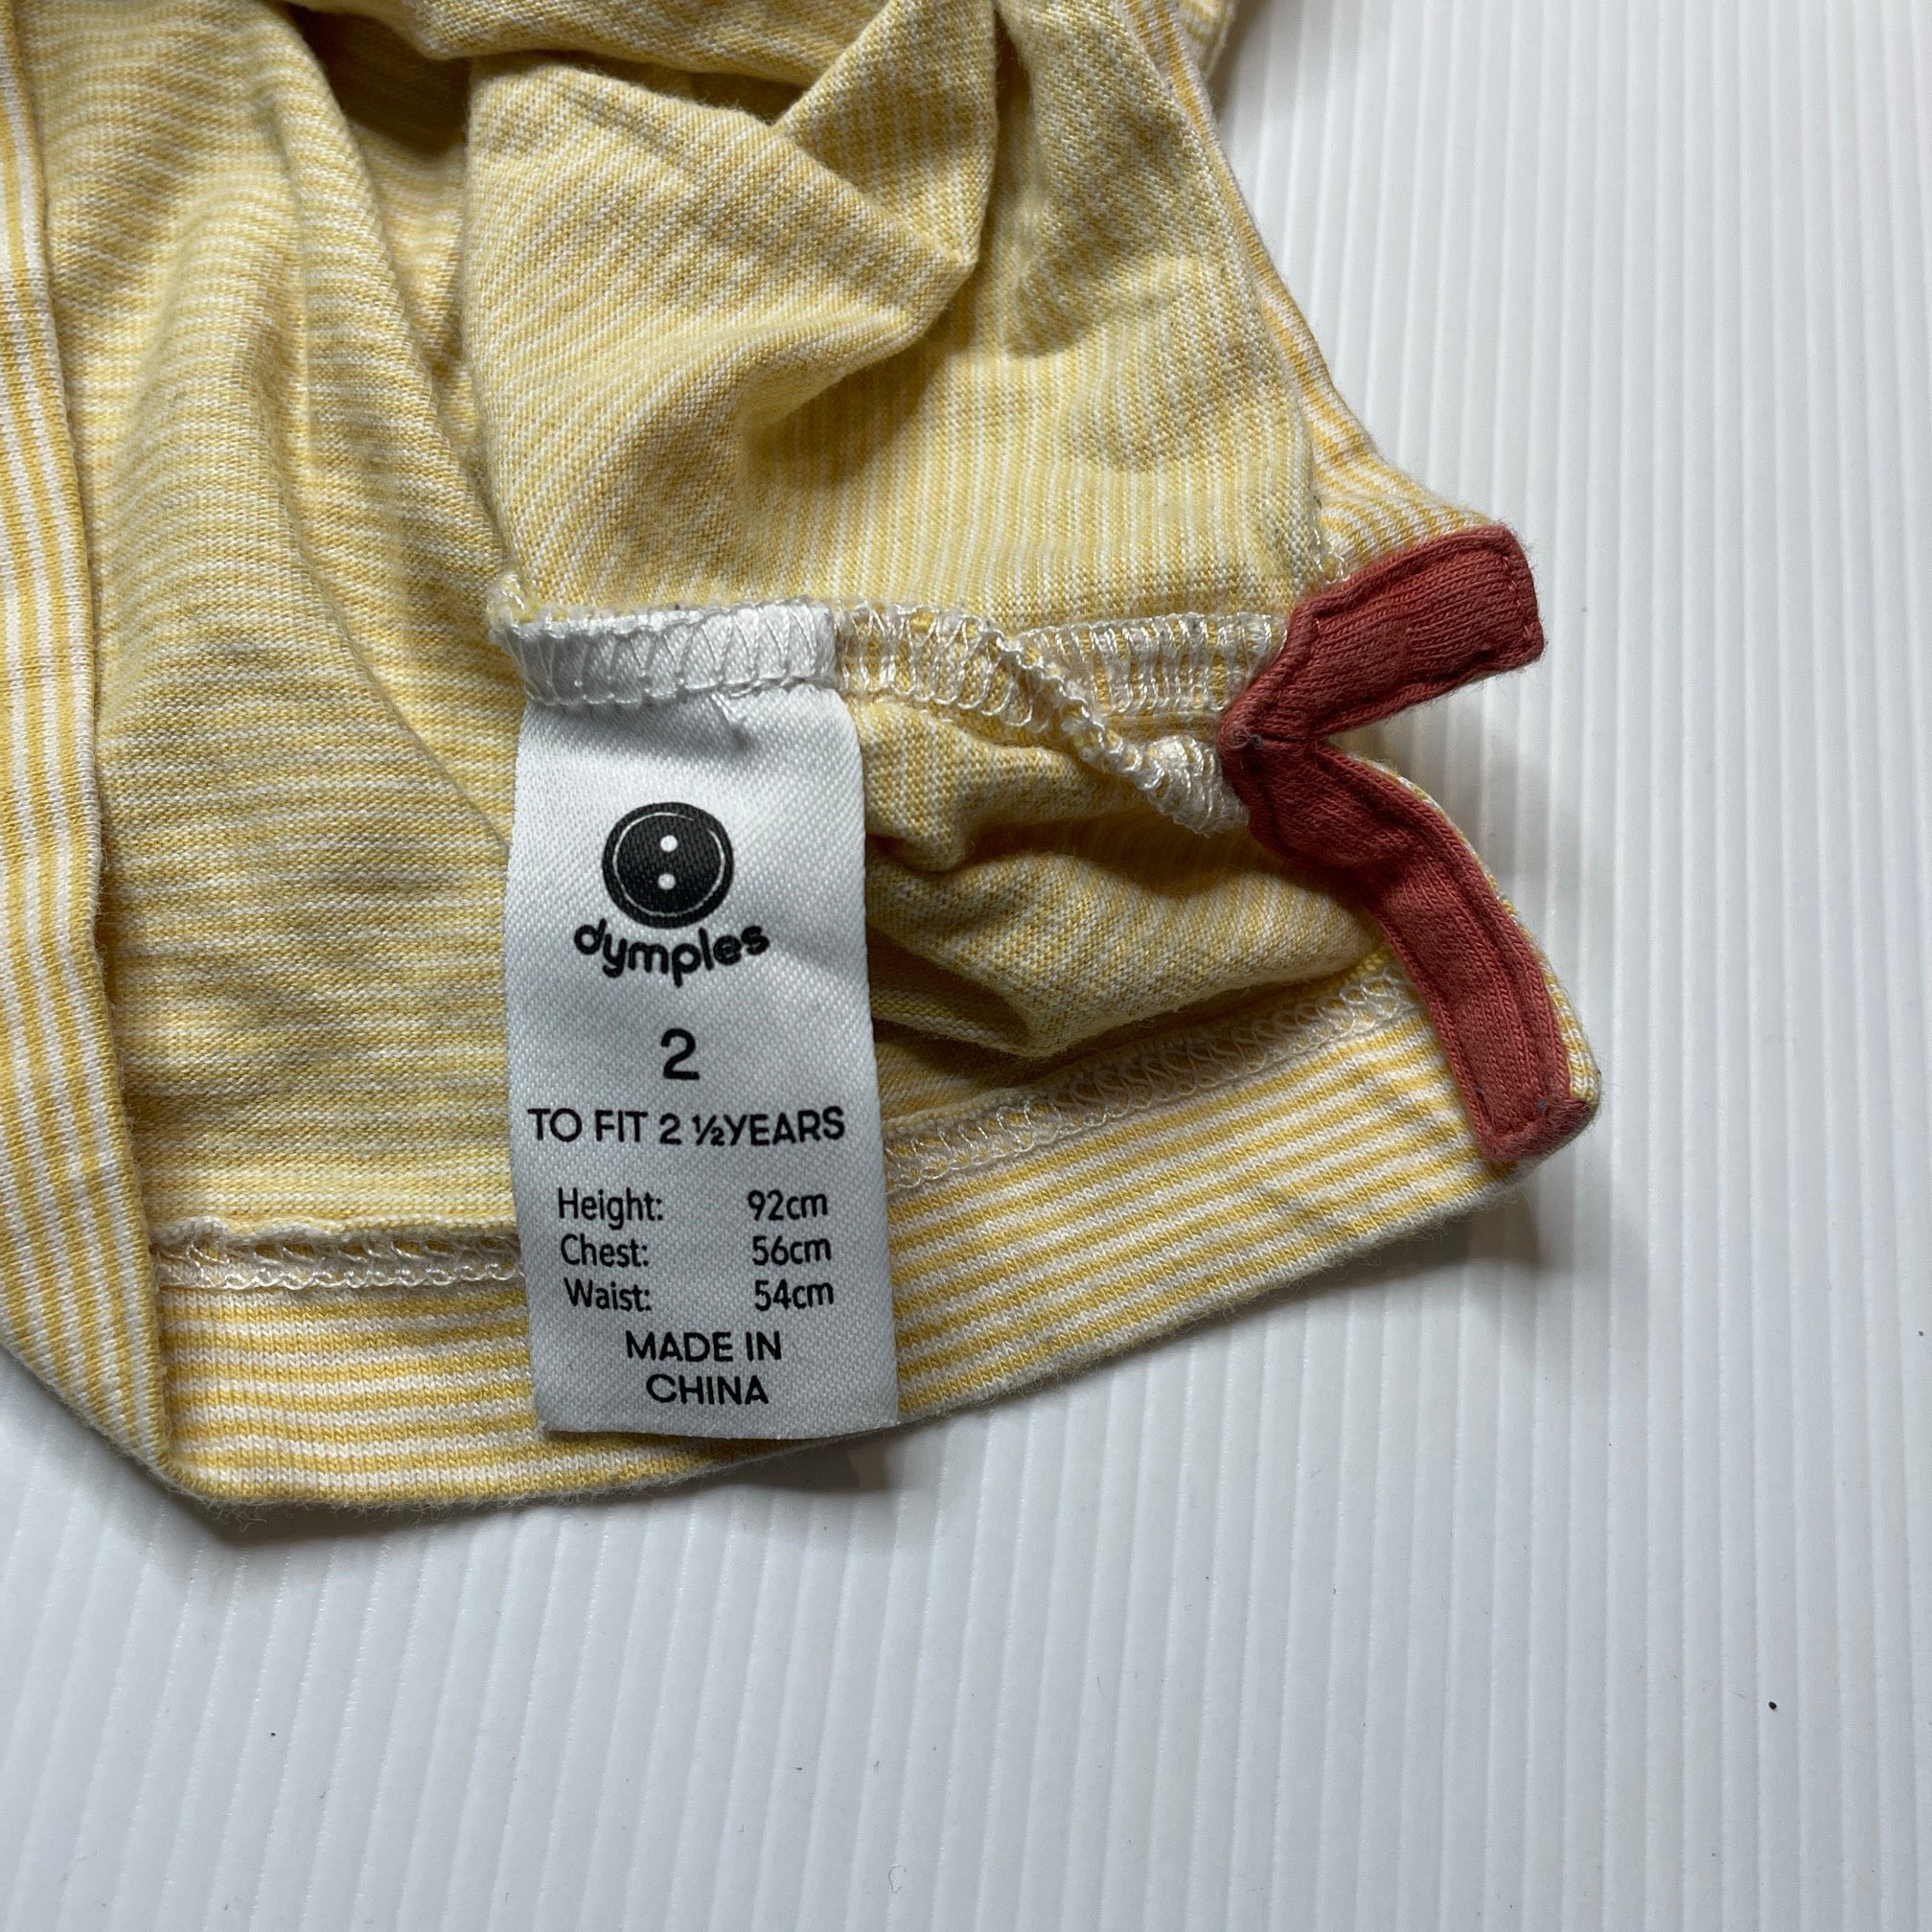 dymples
2
TO FIT 2 ½YEARS
Height: 92cm
Chest: 56cm
Waist: 54cm
MADE IN
CHINA